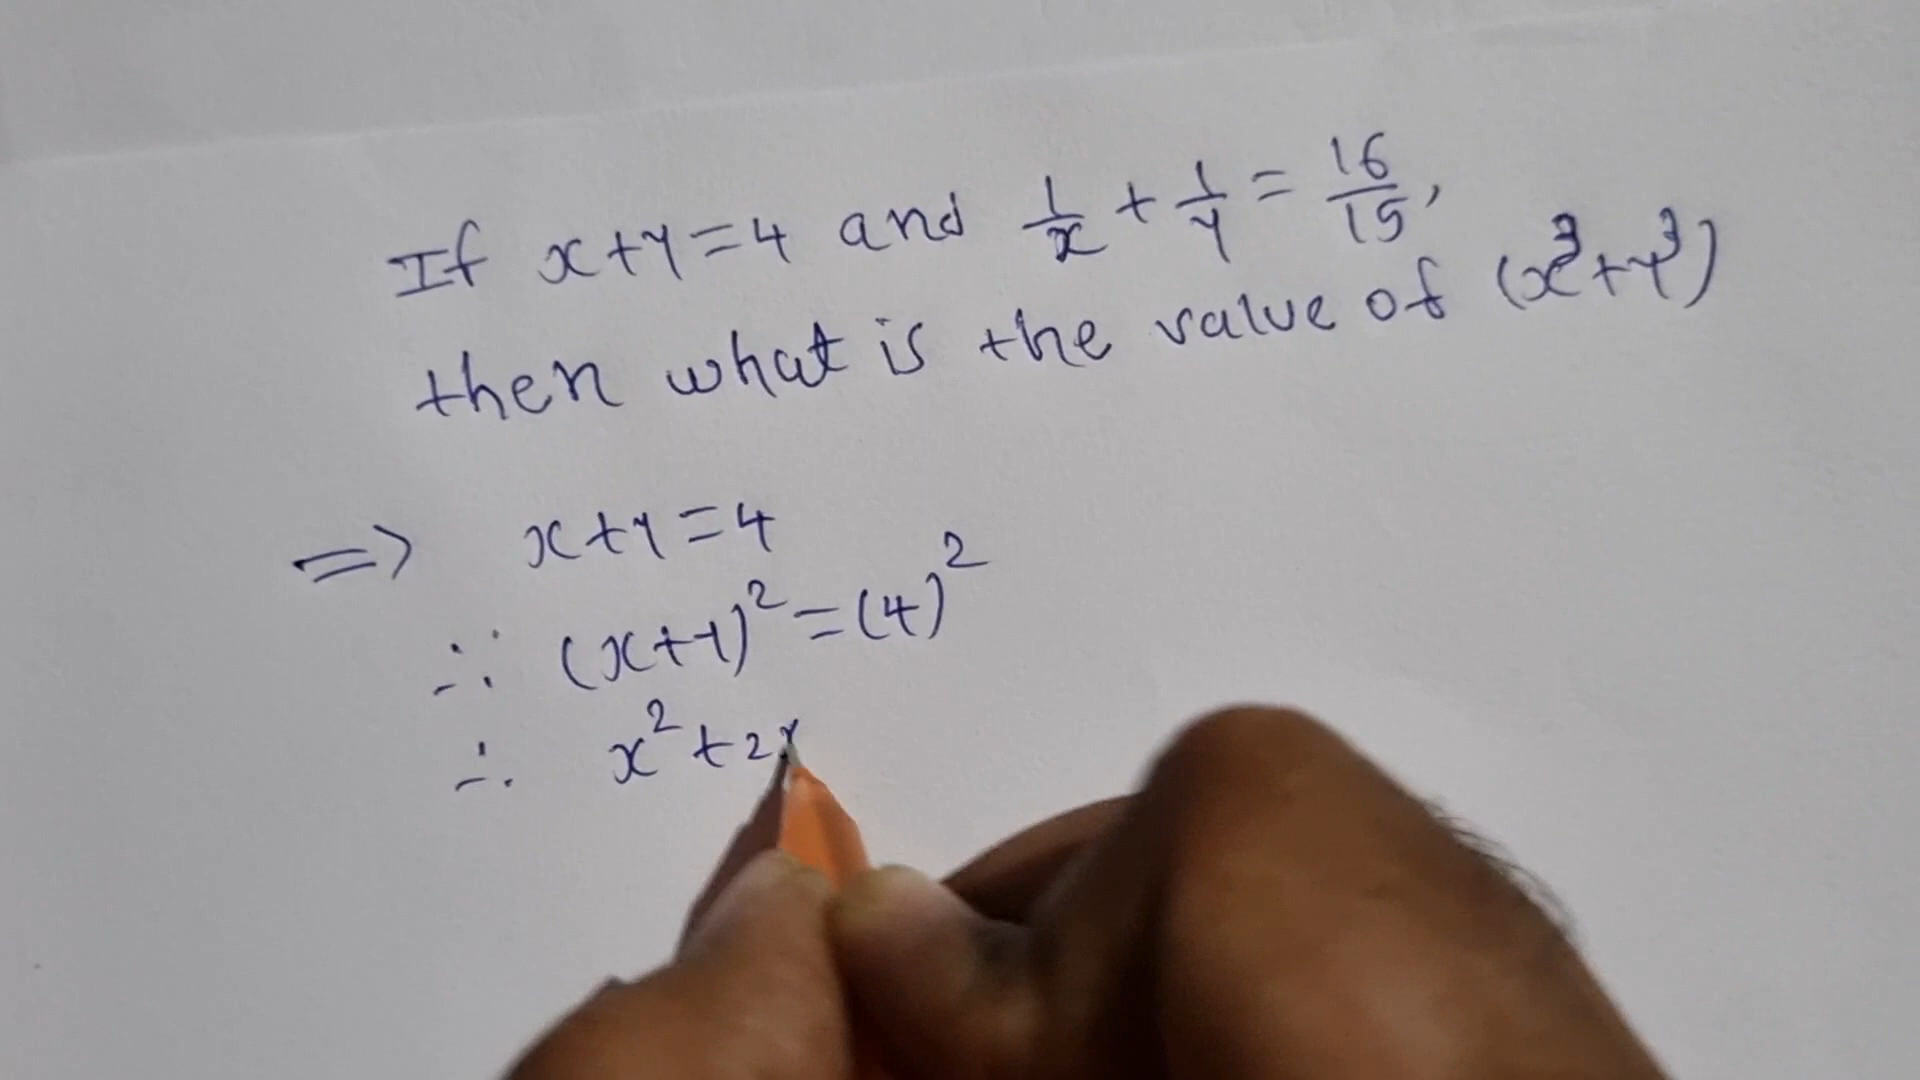 If x+y=4 and 1/x + 1/y = 16/15,
then what is the value of (x³+y³)
=> x+y=4
∴ (x+y)²=(4)²
∴ x²+2x